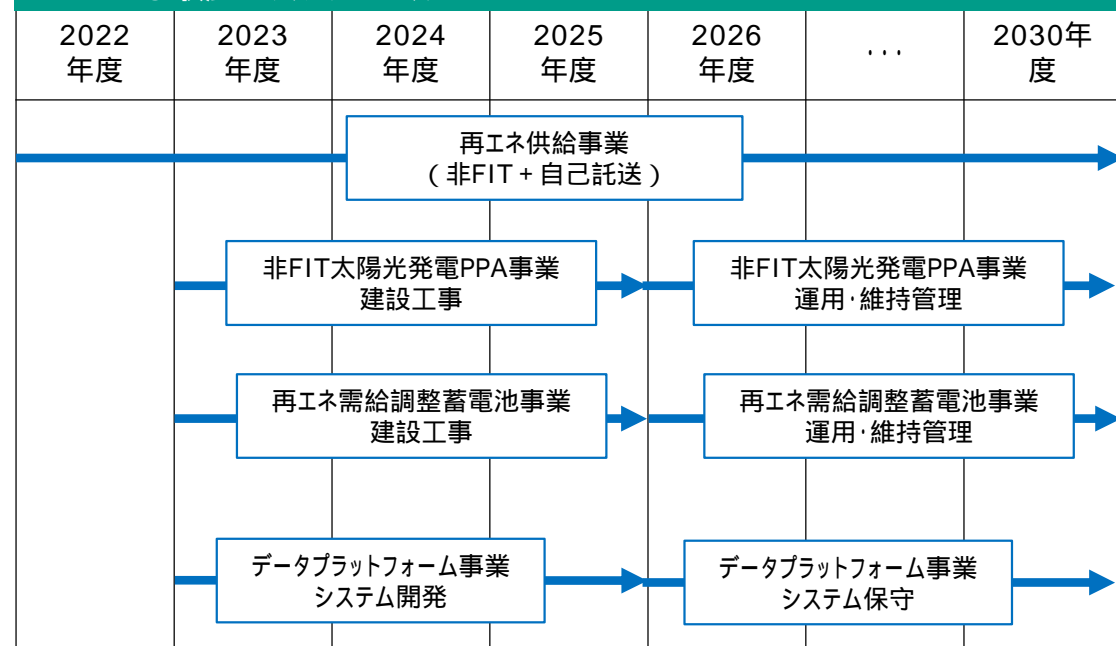 2022
年度
2023
年度
2024
年度
2025
年度
2026
年度
...
2030年
度
再エネ供給事業
(非FIT+自己託送)
非FIT太陽光発電PPA事業
建設工事
非FIT太陽光発電PPA事業
運用・維持管理
再エネ需給調整蓄電池事業
建設工事
再エネ需給調整蓄電池事業
運用・維持管理
データプラットフォーム事業
システム開発
データプラットフォーム事業
システム保守